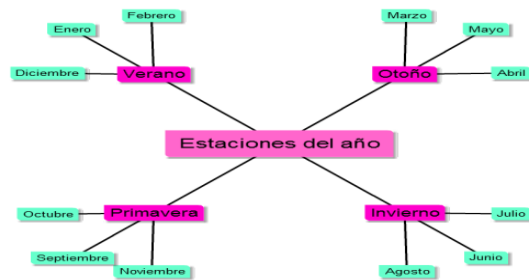 Febrero
Enero
Diciembre
Verano
Marzo
Mayo
Abril
Otoño
Estaciones del año
Octubre
Primavera
Septiembre
Noviembre
Invierno
Julio
Junio
Agosto